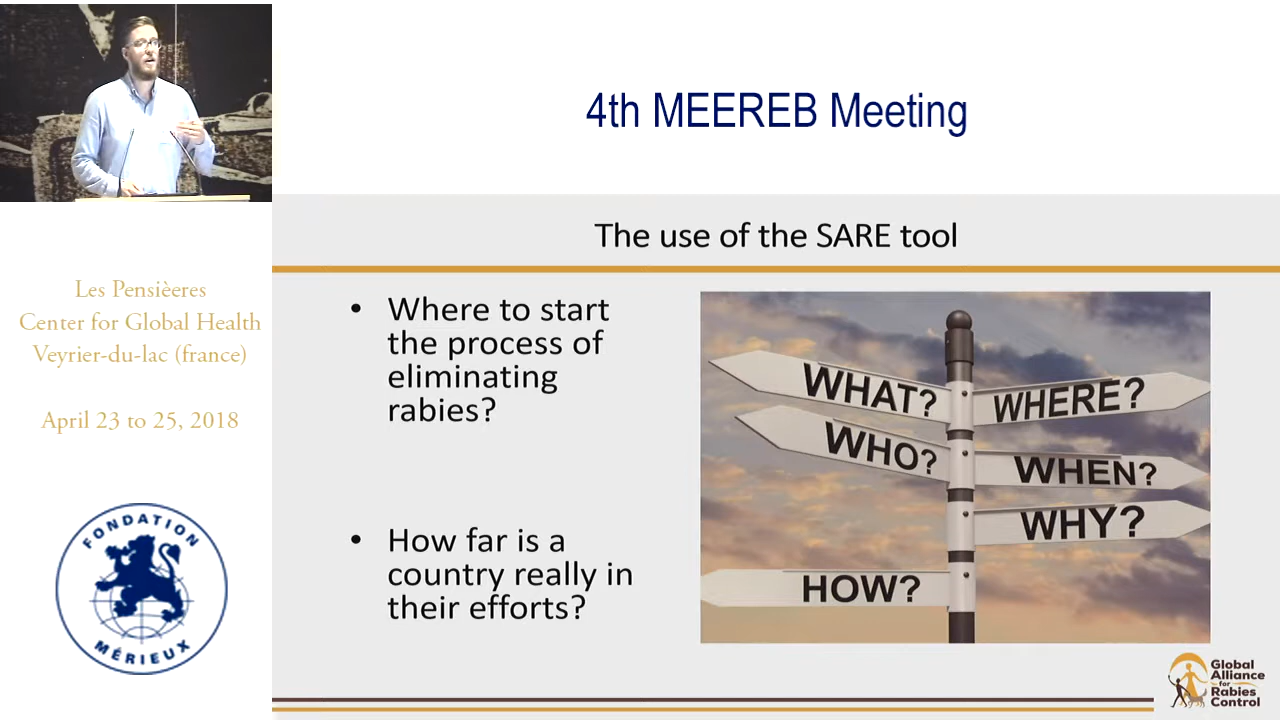 4th MEEREB Meeting
The use of the SARE tool
• Where to start
the process of
eliminating
rabies?
• How far is a
country really in
their efforts?
WHAT?
WHERE?
WHO?
WHEN?
WHY?
HOW?
Les Pensièeres
Center for Global Health
Veyrier-du-lac (france)
April 23 to 25, 2018
FONDATION
MÉRIEUX
Global
Alliance
for
Rabies
Control